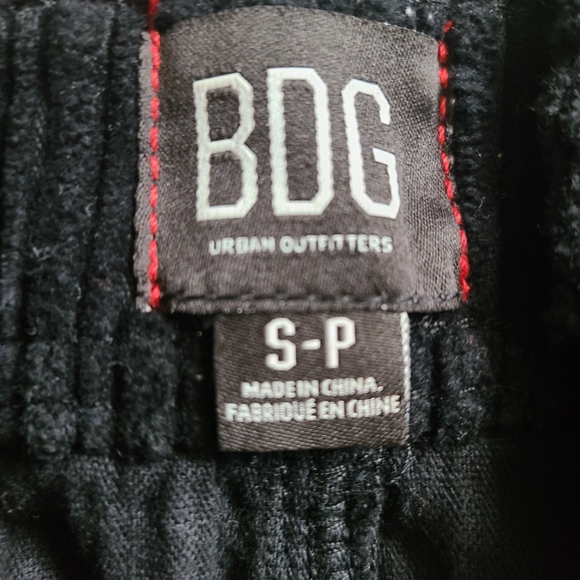 BDG
URBAN OUTFITTERS
S-P
MADE IN CHINA.
FABRIQUÉ EN CHINE